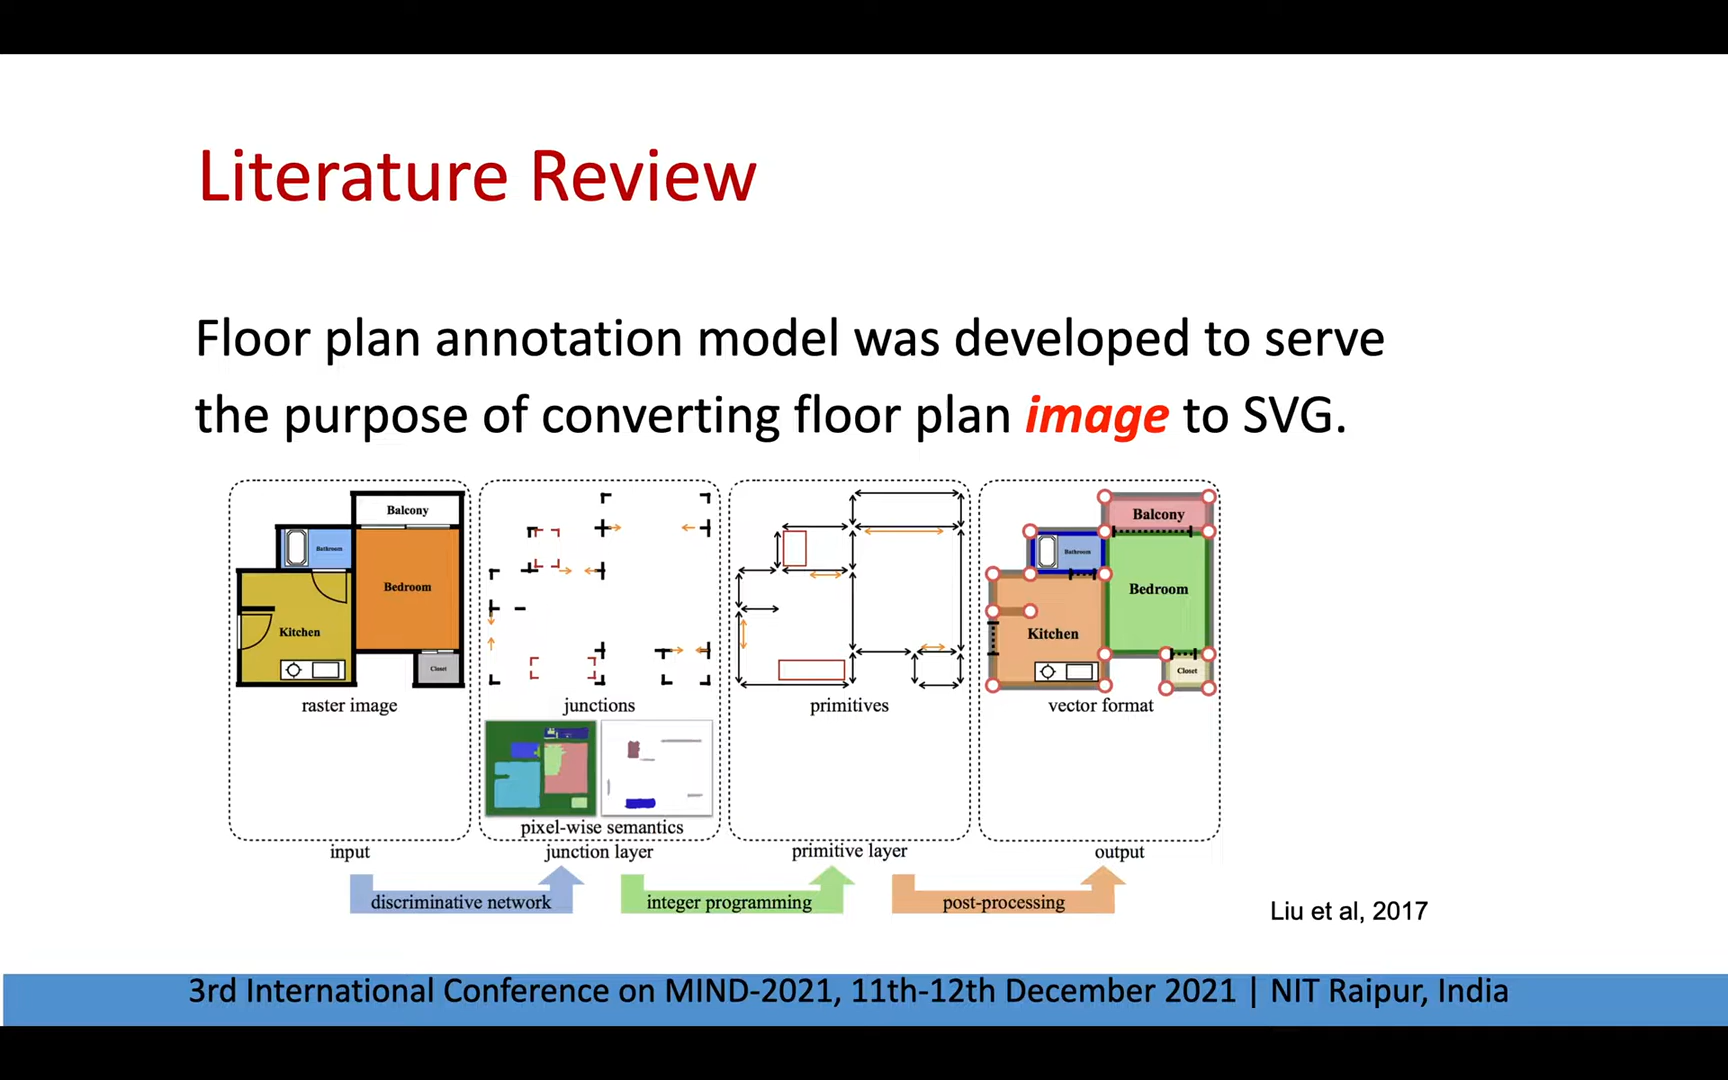 Literature Review
Floor plan annotation model was developed to serve
the purpose of converting floor plan image to SVG.
Balcony
Bathroom
Bedroom
Kitchen
Closet
raster image
input
junctions
pixel-wise semantics
junction layer
primitives
primitive layer
Balcony
Bathroom
Bedroom
Kitchen
Closet
vector format
output
discriminative network
integer programming
post-processing
Liu et al, 2017
3rd International Conference on MIND-2021, 11th-12th December 2021 | NIT Raipur, India